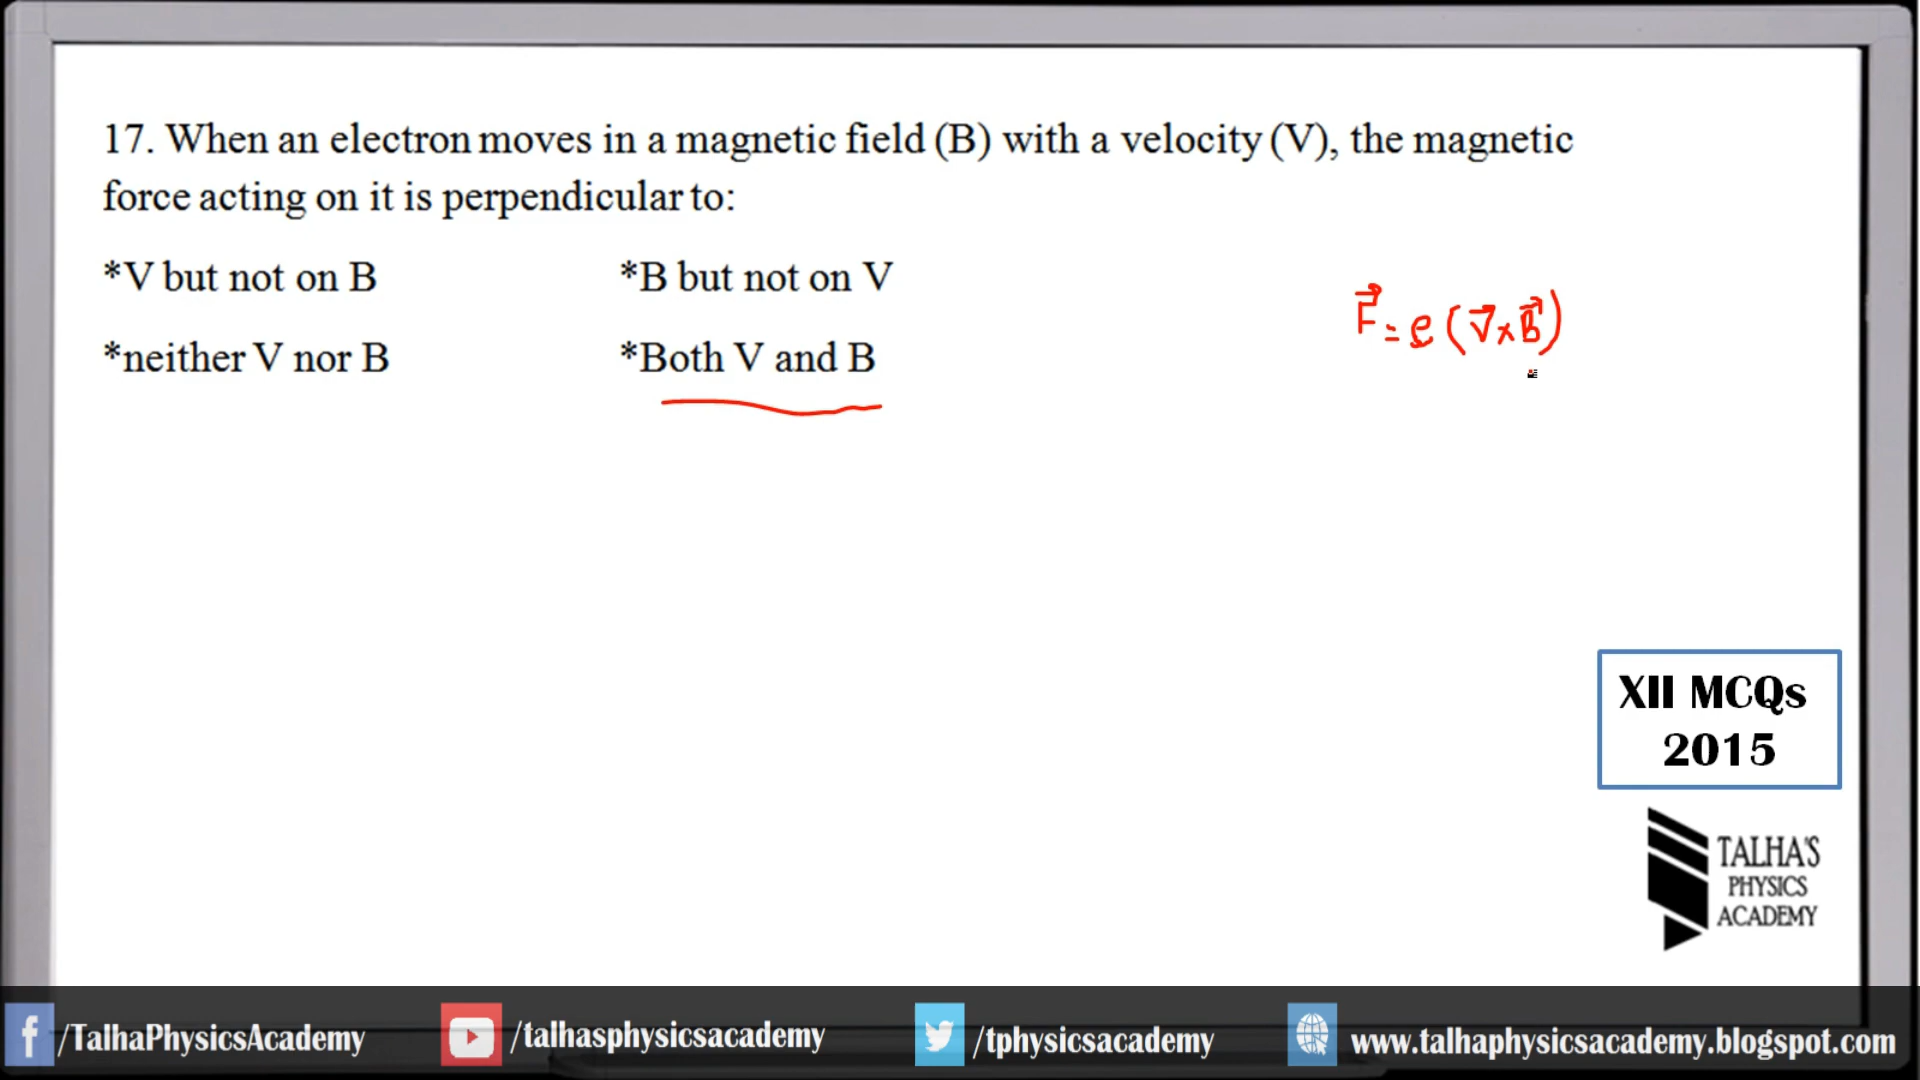 17. When an electron moves in a magnetic field (B) with a velocity (V), the magnetic
force acting on it is perpendicular to:
*V but not on B
*B but not on V
*neither V nor B
*Both V and B
F⃗ = e (V⃗ × B⃗)
XII MCQs
2015
TALHA'S
PHYSICS
ACADEMY
/TalhaPhysicsAcademy
/talhasphysicsacademy
/tphysicsacademy
www.talhaphysicsacademy.blogspot.com